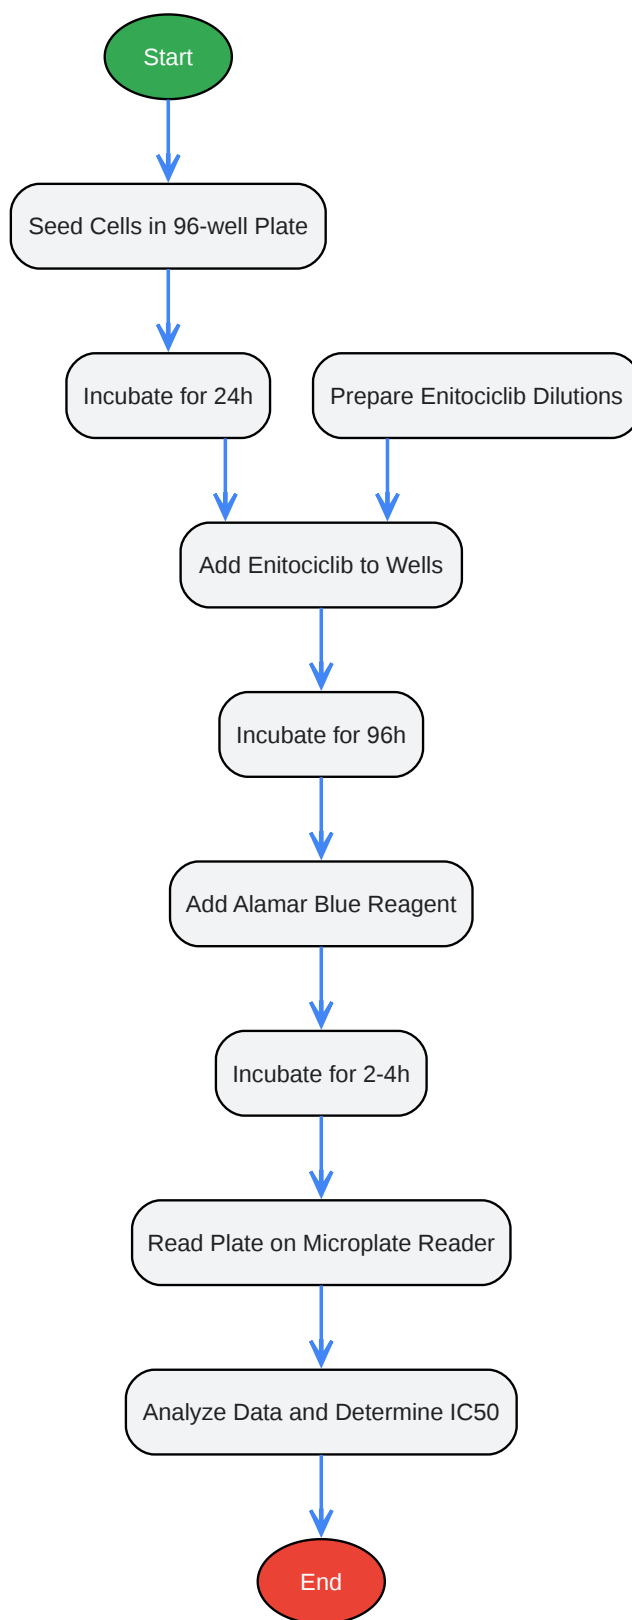 Start
Seed Cells in 96-well Plate
Incubate for 24h
Prepare Enitociclib Dilutions
Add Enitociclib to Wells
Incubate for 96h
Add Alamar Blue Reagent
Incubate for 2-4h
Read Plate on Microplate Reader
Analyze Data and Determine IC50
End